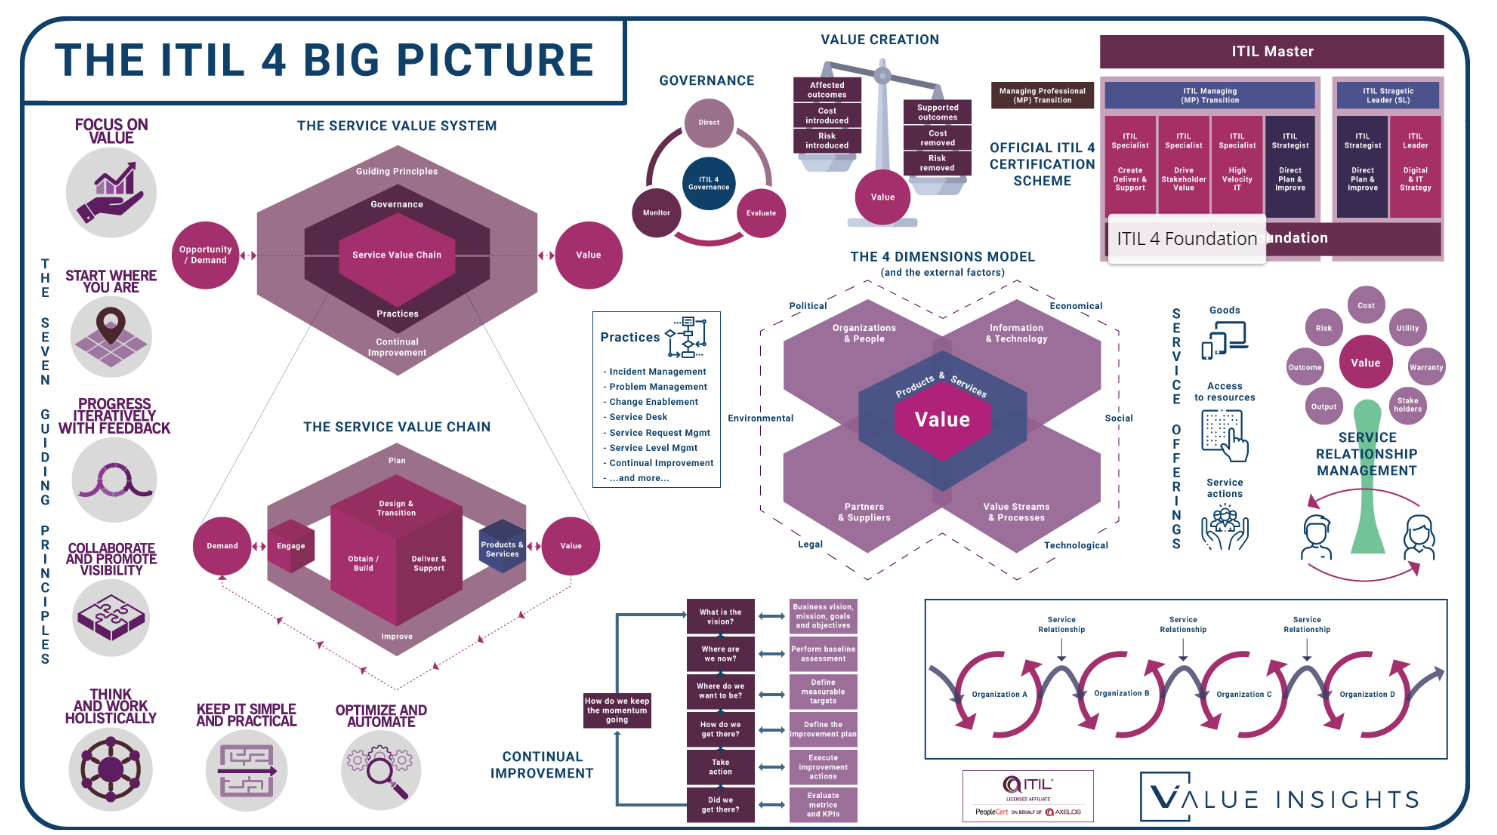 THE ITIL 4 BIG PICTURE
FOCUS ON
VALUE
START WHERE
YOU ARE
PROGRESS
ITERATIVELY
WITH FEEDBACK
COLLABORATE
AND PROMOTE
VISIBILITY
THINK
AND WORK
HOLISTICALLY
KEEP IT SIMPLE
AND PRACTICAL
OPTIMIZE AND
AUTOMATE
THE SEVEN GUIDING PRINCIPLES
THE SERVICE VALUE SYSTEM
Guiding Principles
Governance
Service Value Chain
Practices
Continual
Improvement
Opportunity
/ Demand
Value
THE SERVICE VALUE CHAIN
Plan
Design &
Transition
Demand
Engage
Obtain /
Build
Deliver &
Support
Products &
Services
Value
Improve
GOVERNANCE
Direct
ITIL 4
Governance
Monitor
Evaluate
VALUE CREATION
Affected
outcomes
Cost
introduced
Risk
introduced
Supported
outcomes
Cost
removed
Risk
removed
Value
Managing Professional
(MP) Transition
OFFICIAL ITIL 4
CERTIFICATION
SCHEME
ITIL Master
ITIL Managing
(MP) Transition
ITIL Stragetic
Leader (SL)
ITIL
Specialist
Create
Deliver &
Support
ITIL
Specialist
Drive
Stakeholder
Value
ITIL
Specialist
High
Velocity
IT
ITIL
Strategist
Direct
Plan &
Improve
ITIL
Strategist
Direct
Plan &
Improve
ITIL
Leader
Digital
& IT
Strategy
ITIL 4 Foundation
undation
Practices
- Incident Management
- Problem Management
- Change Enablement
- Service Desk
- Service Request Mgmt
- Service Level Mgmt
- Continual Improvement
- ...and more...
THE 4 DIMENSIONS MODEL
(and the external factors)
Political
Economical
Organizations
& People
Information
& Technology
Products & Services
Value
Environmental
Social
Partners
& Suppliers
Value Streams
& Processes
Legal
Technological
SERVICE OFFERINGS
Goods
Access
to resources
Service
actions
Cost
Risk
Utility
Outcome
Value
Warranty
Output
Stake
holders
SERVICE
RELATIONSHIP
MANAGEMENT
CONTINUAL
IMPROVEMENT
How do we keep
the momentum
going
What is the
vision?
Business vision,
mission, goals
and objectives
Where are
we now?
Perform baseline
assessment
Where do we
want to be?
Define
measurable
targets
How do we
get there?
Define the
improvement plan
Take
action
Execute
improvement
actions
Did we
get there?
Evaluate
metrics
and KPIs
Service
Relationship
Service
Relationship
Service
Relationship
Organization A
Organization B
Organization C
Organization D
ITIL
LICENSED AFFILIATE
PeopleCert ON BEHALF OF AXELOS
VALUE INSIGHTS